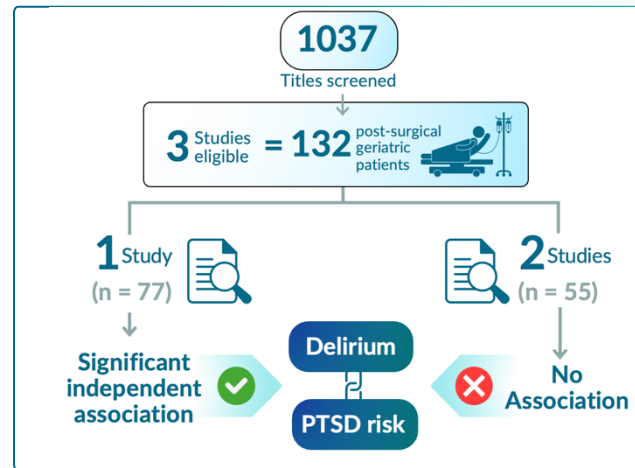 1037
Titles screened
3 Studies eligible = 132 post-surgical geriatric patients
1 Study
(n = 77)
2 Studies
(n = 55)
Significant
independent
association
Delirium
PTSD risk
No
Association